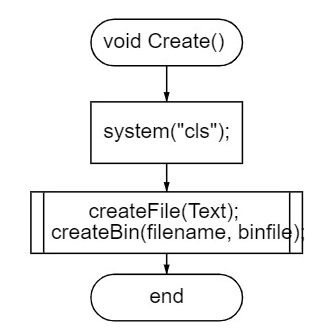 void Create()
system("cls");
createFile(Text);
createBin(filename, binfile);
end